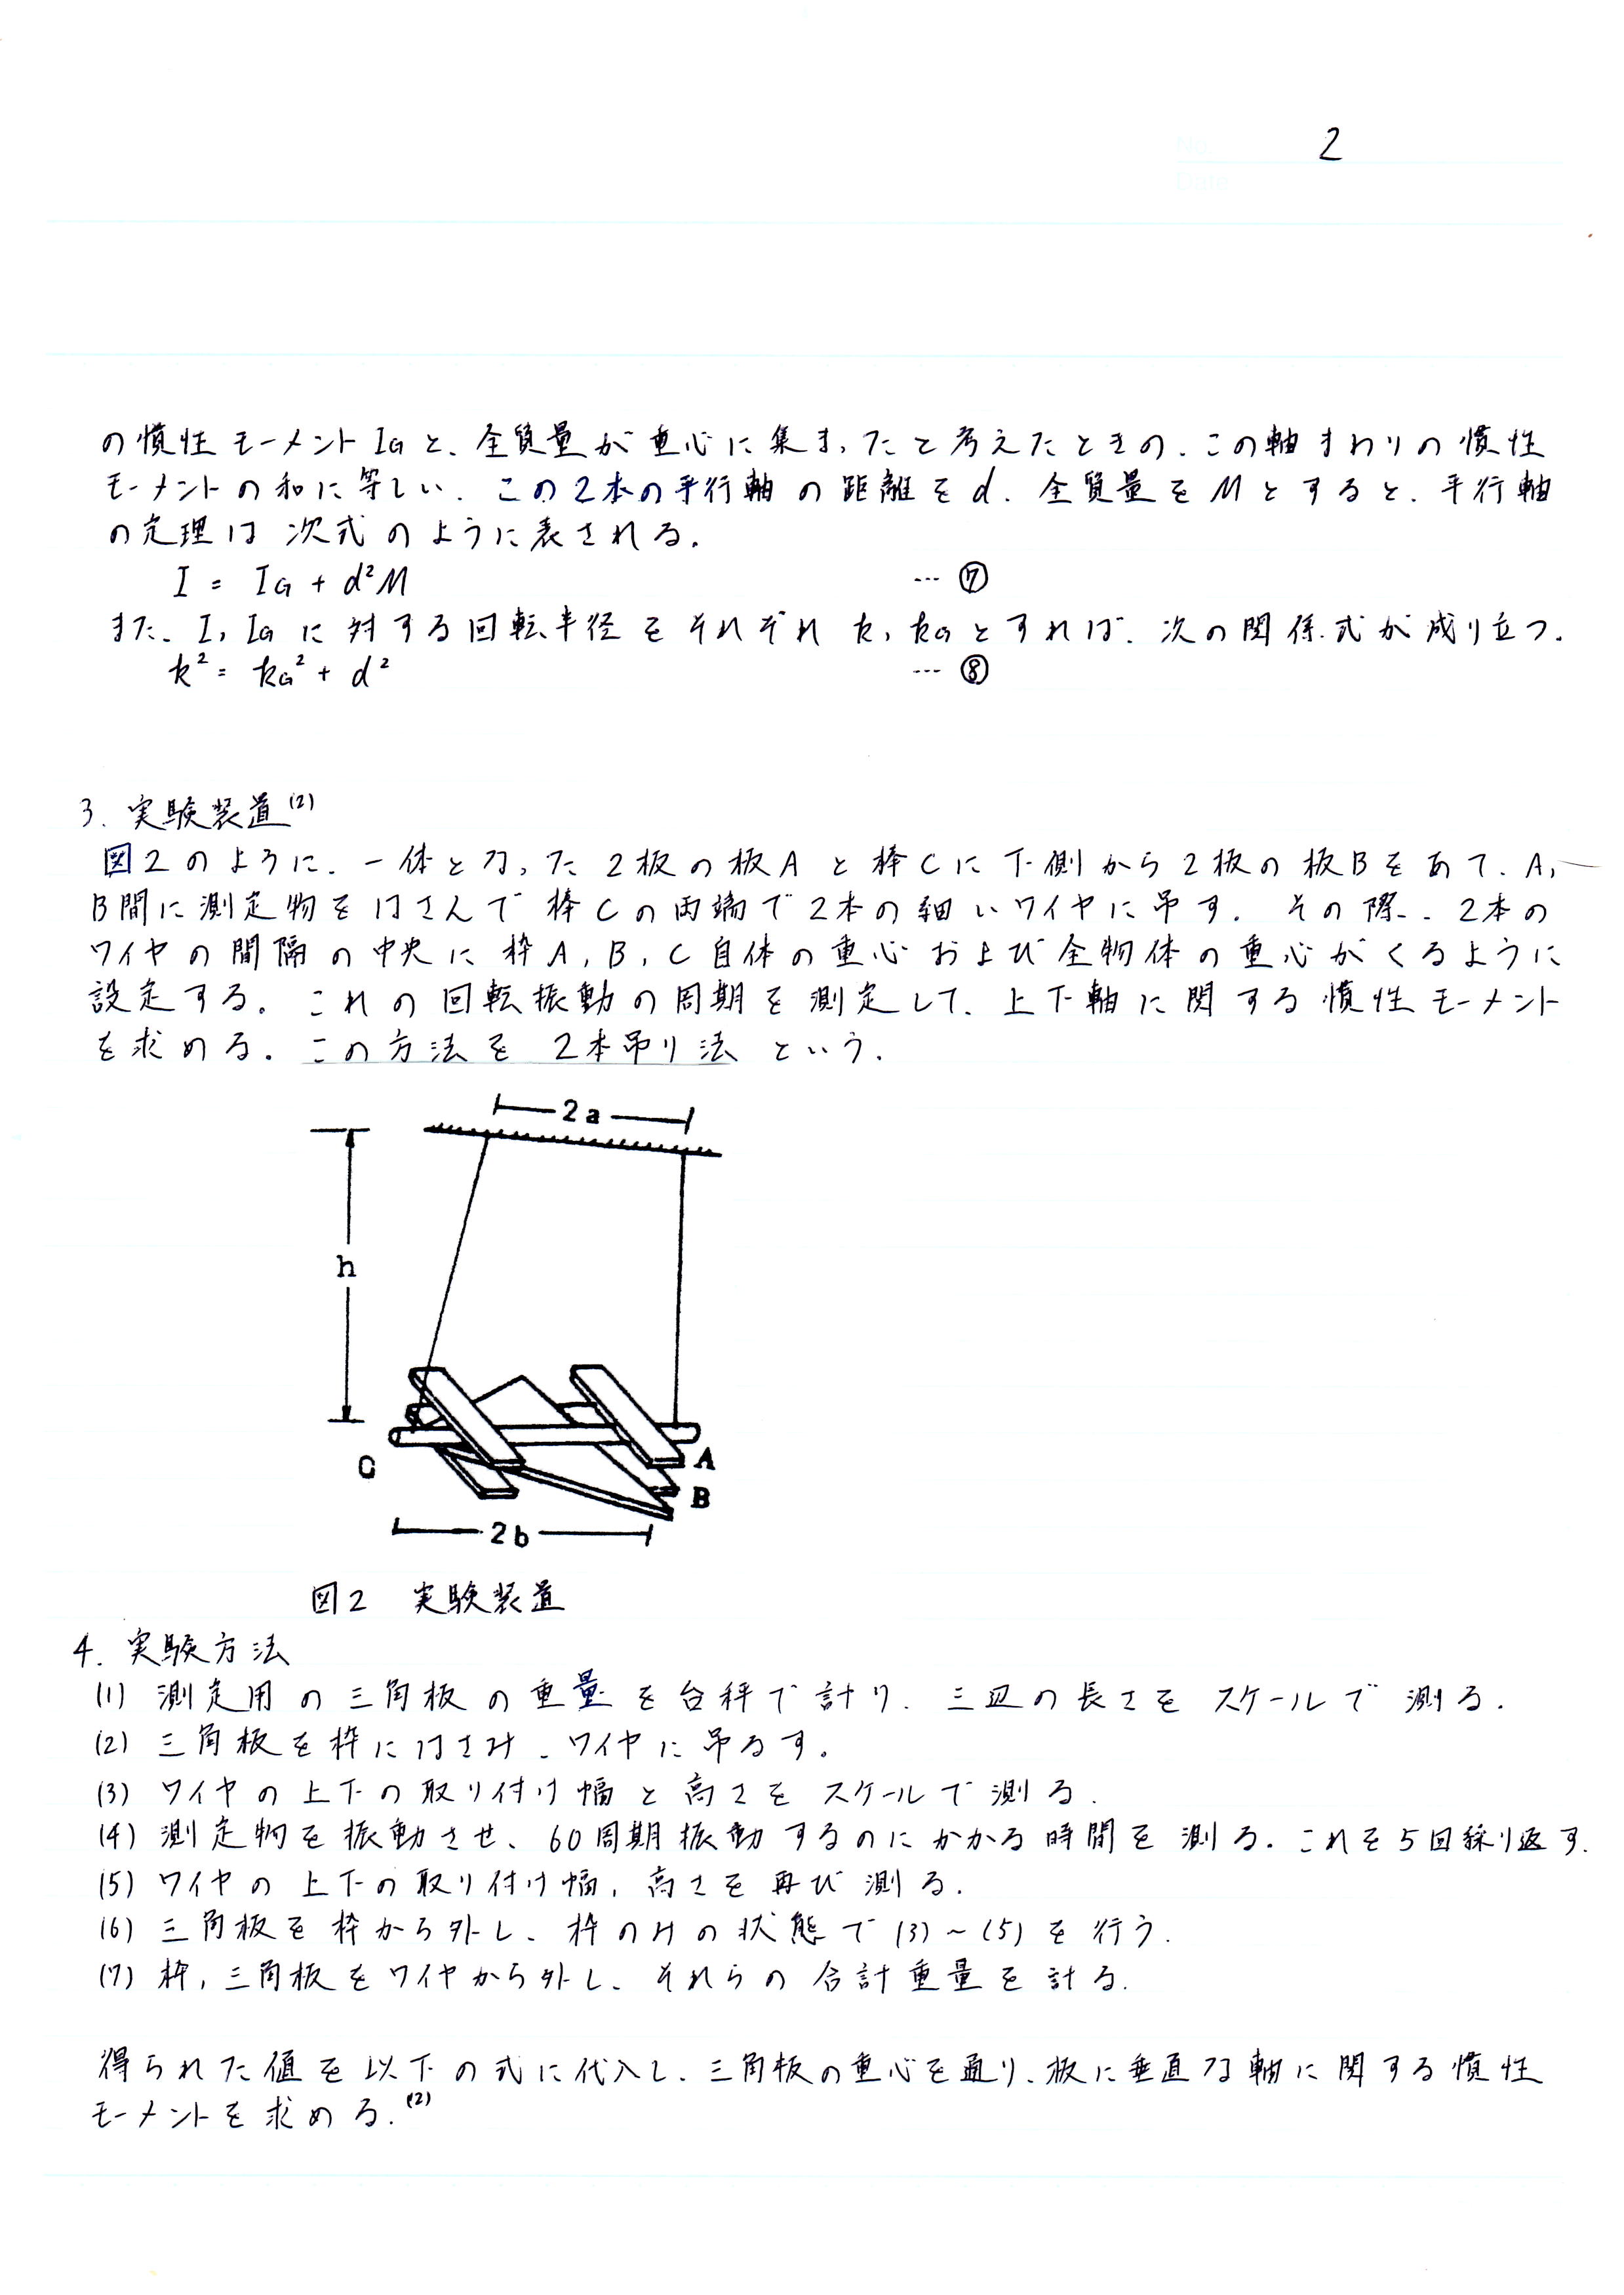 No. 2
Date
の慣性モーメントIGと、全質量が重心に集まったと考えたときの、この軸まわりの慣性
モーメントの和に等しい. この2本の平行軸の距離をd. 全質量をMとすると、平行軸
の定理は次式のように表される.
I = IG + d²M … ⑦
また、I, IGに対する回転半径をそれぞれk, kGとすれば、次の関係式が成り立つ.
k² = kG² + d² … ⑧
3. 実験装置(2)
図2のように、一体となった2板の板Aと棒Cに下側から2板の板Bをあて、A,
B間に測定物をはさんで棒Cの両端で2本の細いワイヤに吊す. その際、2本の
ワイヤの間隔の中央に枠A, B, C自体の重心および全物体の重心がくるように
設定する。これの回転振動の周期を測定して、上下軸に関する慣性モーメント
を求める。この方法を2本吊り法という.
2a
h
C
A
B
2b
図2 実験装置
4. 実験方法
(1) 測定用の三角板の重量を台秤で計り、三辺の長さをスケールで測る.
(2) 三角板を枠にはさみ、ワイヤに吊るす。
(3) ワイヤの上下の取り付け幅と高さをスケールで測る.
(4) 測定物を振動させ、60周期振動するのにかかる時間を測る. これを5回繰り返す.
(5) ワイヤの上下の取り付け幅, 高さを再び測る.
(6) 三角板を枠から外し、枠のみの状態で(3)~(5)を行う.
(7) 枠, 三角板をワイヤから外し、それらの合計重量を計る.
得られた値を以下の式に代入し、三角板の重心を通り、板に垂直な軸に関する慣性
モーメントを求める.(2)